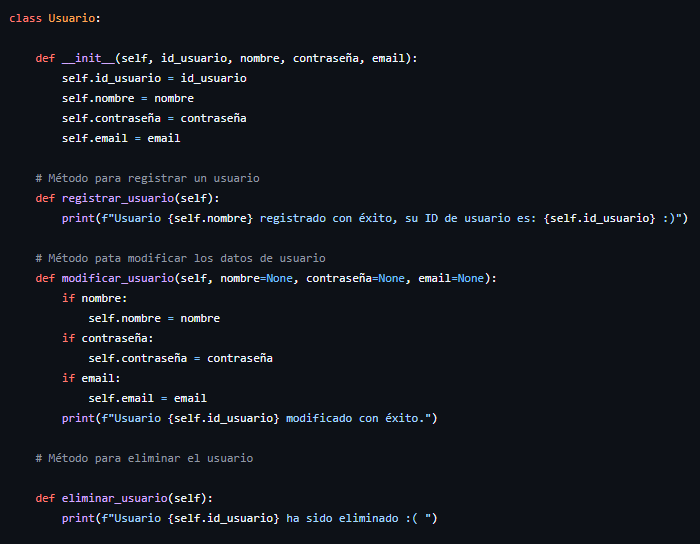 class Usuario:
def __init__(self, id_usuario, nombre, contraseña, email):
self.id_usuario = id_usuario
self.nombre = nombre
self.contraseña = contraseña
self.email = email
# Método para registrar un usuario
def registrar_usuario(self):
print(f"Usuario {self.nombre} registrado con éxito, su ID de usuario es: {self.id_usuario} :)")
# Método pata modificar los datos de usuario
def modificar_usuario(self, nombre=None, contraseña=None, email=None):
if nombre:
self.nombre = nombre
if contraseña:
self.contraseña = contraseña
if email:
self.email = email
print(f"Usuario {self.id_usuario} modificado con éxito.")
# Método para eliminar el usuario
def eliminar_usuario(self):
print(f"Usuario {self.id_usuario} ha sido eliminado :( ")